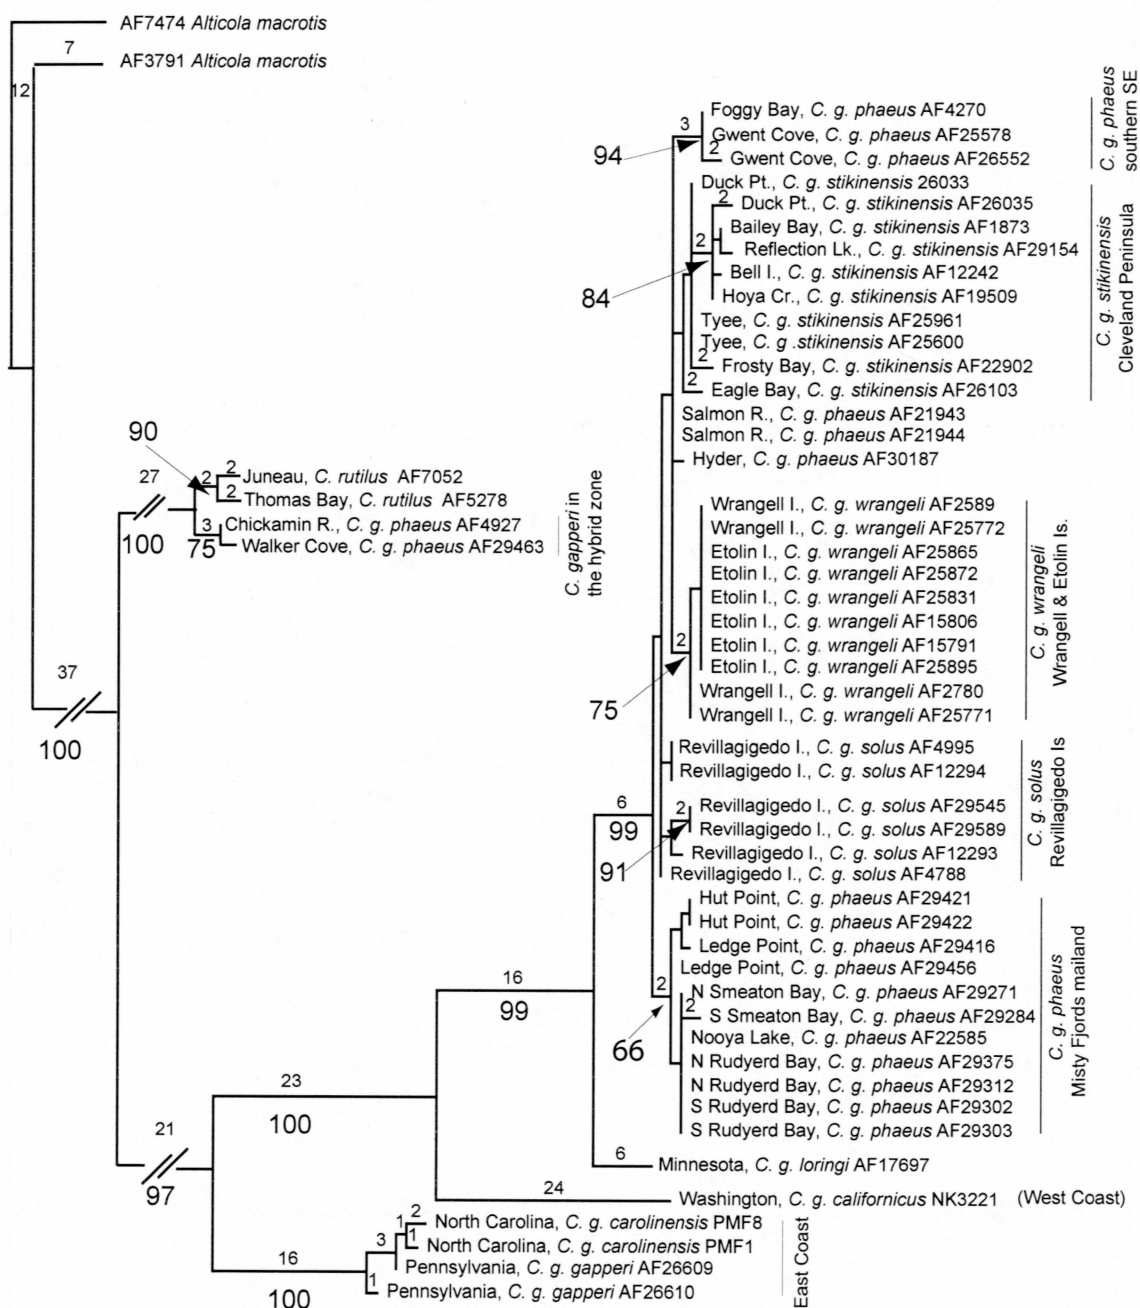 AF7474 Alticola macrotis
7
AF3791 Alticola macrotis
12
Foggy Bay, C. g. phaeus AF4270
3
Gwent Cove, C. g. phaeus AF25578
2
94
Gwent Cove, C. g. phaeus AF26552
C. g. phaeus
southern SE
Duck Pt., C. g. stikinensis 26033
2
Duck Pt., C. g. stikinensis AF26035
Bailey Bay, C. g. stikinensis AF1873
2
Reflection Lk., C. g. stikinensis AF29154
84
Bell I., C. g. stikinensis AF12242
Hoya Cr., C. g. stikinensis AF19509
Tyee, C. g. stikinensis AF25961
Tyee, C. g .stikinensis AF25600
2
Frosty Bay, C. g. stikinensis AF22902
2
Eagle Bay, C. g. stikinensis AF26103
C. g. stikinensis
Cleveland Peninsula
Salmon R., C. g. phaeus AF21943
Salmon R., C. g. phaeus AF21944
Hyder, C. g. phaeus AF30187
90
27
100
2
2
Juneau, C. rutilus AF7052
2
Thomas Bay, C. rutilus AF5278
3
75
Chickamin R., C. g. phaeus AF4927
Walker Cove, C. g. phaeus AF29463
C. gapperi in
the hybrid zone
Wrangell I., C. g. wrangeli AF2589
Wrangell I., C. g. wrangeli AF25772
Etolin I., C. g. wrangeli AF25865
Etolin I., C. g. wrangeli AF25872
Etolin I., C. g. wrangeli AF25831
Etolin I., C. g. wrangeli AF15806
2
Etolin I., C. g. wrangeli AF15791
Etolin I., C. g. wrangeli AF25895
75
Wrangell I., C. g. wrangeli AF2780
Wrangell I., C. g. wrangeli AF25771
C. g. wrangeli
Wrangell & Etolin Is.
37
100
Revillagigedo I., C. g. solus AF4995
Revillagigedo I., C. g. solus AF12294
6
99
2
Revillagigedo I., C. g. solus AF29545
Revillagigedo I., C. g. solus AF29589
91
Revillagigedo I., C. g. solus AF12293
Revillagigedo I., C. g. solus AF4788
C. g. solus
Revillagigedo Is
Hut Point, C. g. phaeus AF29421
Hut Point, C. g. phaeus AF29422
Ledge Point, C. g. phaeus AF29416
Ledge Point, C. g. phaeus AF29456
2
N Smeaton Bay, C. g. phaeus AF29271
2
S Smeaton Bay, C. g. phaeus AF29284
66
Nooya Lake, C. g. phaeus AF22585
N Rudyerd Bay, C. g. phaeus AF29375
N Rudyerd Bay, C. g. phaeus AF29312
S Rudyerd Bay, C. g. phaeus AF29302
S Rudyerd Bay, C. g. phaeus AF29303
C. g. phaeus
Misty Fjords mailand
16
99
23
100
21
97
6
Minnesota, C. g. loringi AF17697
24
Washington, C. g. californicus NK3221 (West Coast)
16
100
3
1
2
North Carolina, C. g. carolinensis PMF8
1
North Carolina, C. g. carolinensis PMF1
Pennsylvania, C. g. gapperi AF26609
1
Pennsylvania, C. g. gapperi AF26610
East Coast